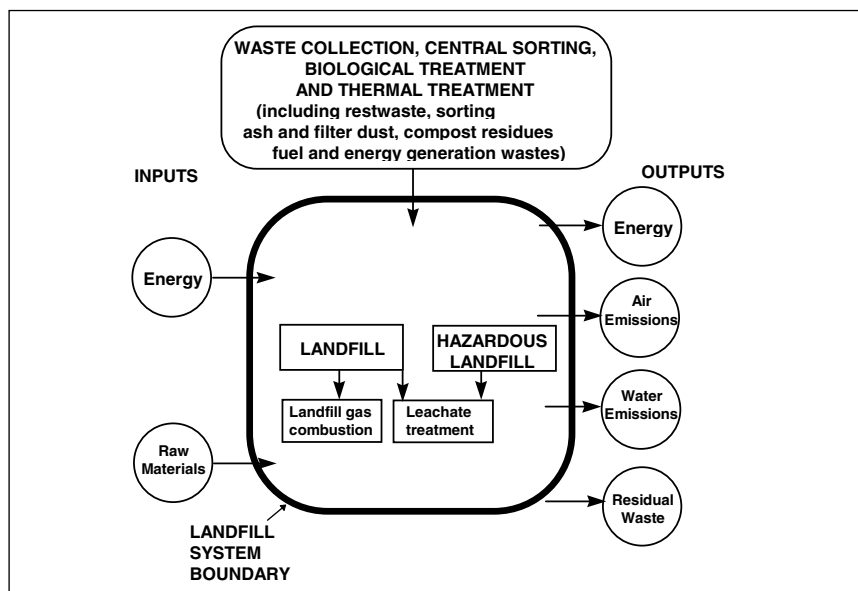 WASTE COLLECTION, CENTRAL SORTING,
BIOLOGICAL TREATMENT
AND THERMAL TREATMENT
(including restwaste, sorting
ash and filter dust, compost residues
fuel and energy generation wastes)
INPUTS
OUTPUTS
Energy
Energy
Air
Emissions
LANDFILL
HAZARDOUS
LANDFILL
Landfill gas
combustion
Leachate
treatment
Water
Emissions
Raw
Materials
Residual
Waste
LANDFILL
SYSTEM
BOUNDARY